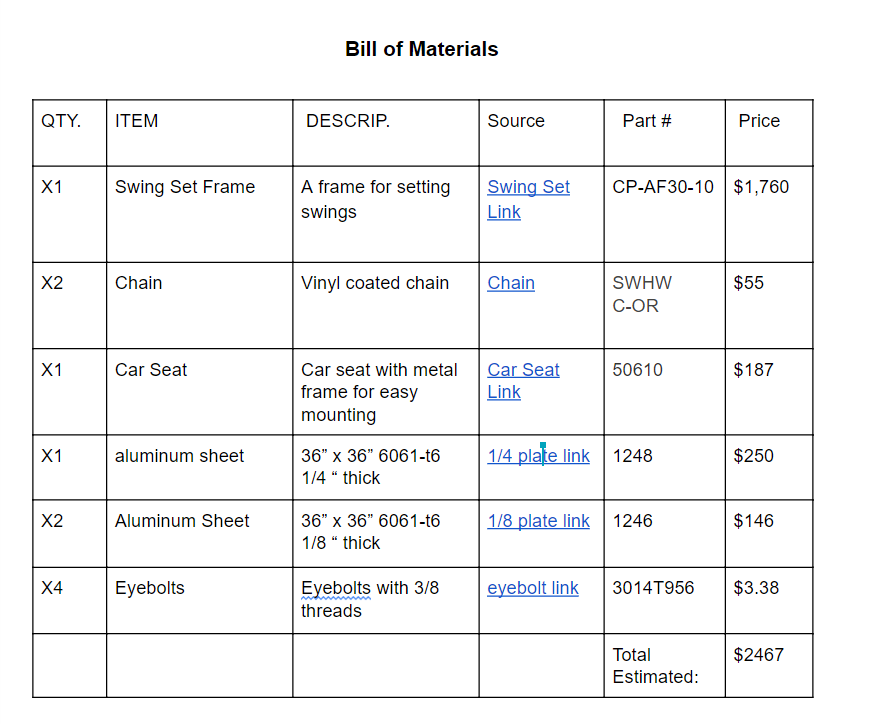 Bill of Materials
QTY. ITEM DESCRIP. Source Part # Price
X1 Swing Set Frame A frame for setting Swing Set CP-AF30-10 $1,760
swings Link
X2 Chain Vinyl coated chain Chain SWHW $55
C-OR
X1 Car Seat Car seat with metal Car Seat 50610 $187
frame for easy Link
mounting
X1 aluminum sheet 36” x 36” 6061-t6 1/4 plate link 1248 $250
1/4 “ thick
X2 Aluminum Sheet 36” x 36” 6061-t6 1/8 plate link 1246 $146
1/8 “ thick
X4 Eyebolts Eyebolts with 3/8 eyebolt link 3014T956 $3.38
threads
Total $2467
Estimated: